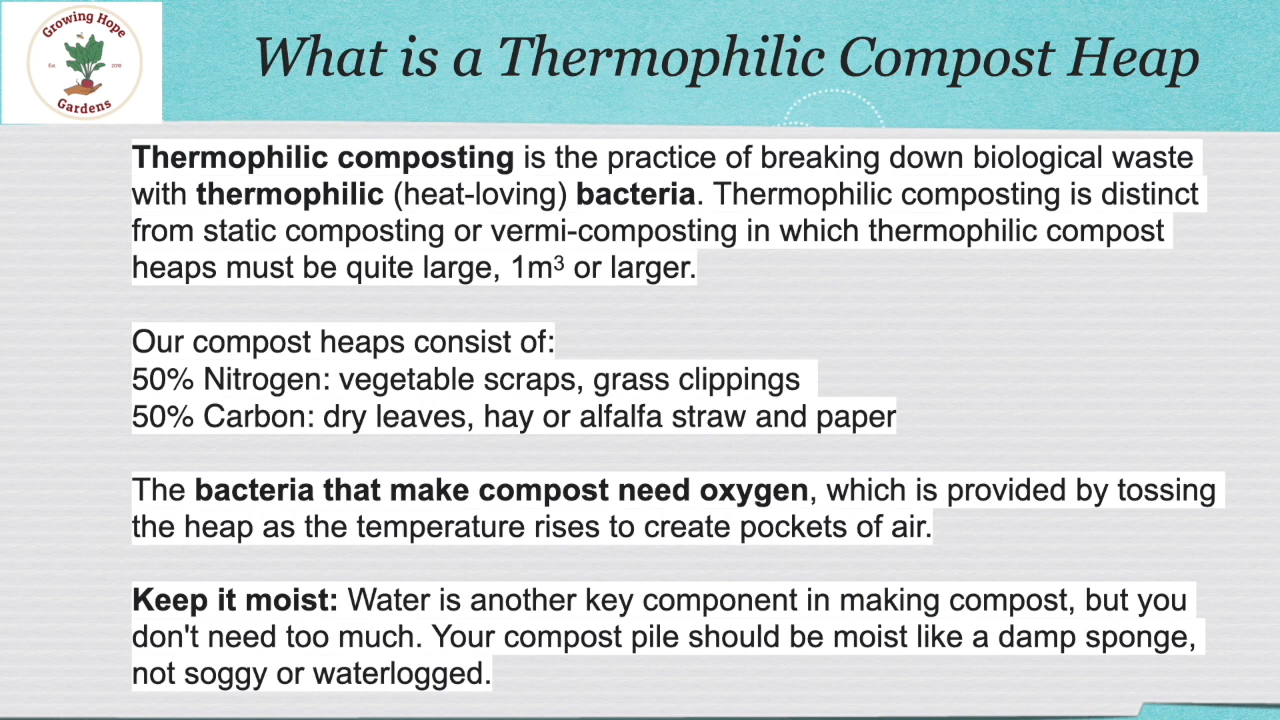 Growing Hope
Est. 2018
Gardens
What is a Thermophilic Compost Heap
Thermophilic composting is the practice of breaking down biological waste
with thermophilic (heat-loving) bacteria. Thermophilic composting is distinct
from static composting or vermi-composting in which thermophilic compost
heaps must be quite large, 1m³ or larger.
Our compost heaps consist of:
50% Nitrogen: vegetable scraps, grass clippings
50% Carbon: dry leaves, hay or alfalfa straw and paper
The bacteria that make compost need oxygen, which is provided by tossing
the heap as the temperature rises to create pockets of air.
Keep it moist: Water is another key component in making compost, but you
don't need too much. Your compost pile should be moist like a damp sponge,
not soggy or waterlogged.